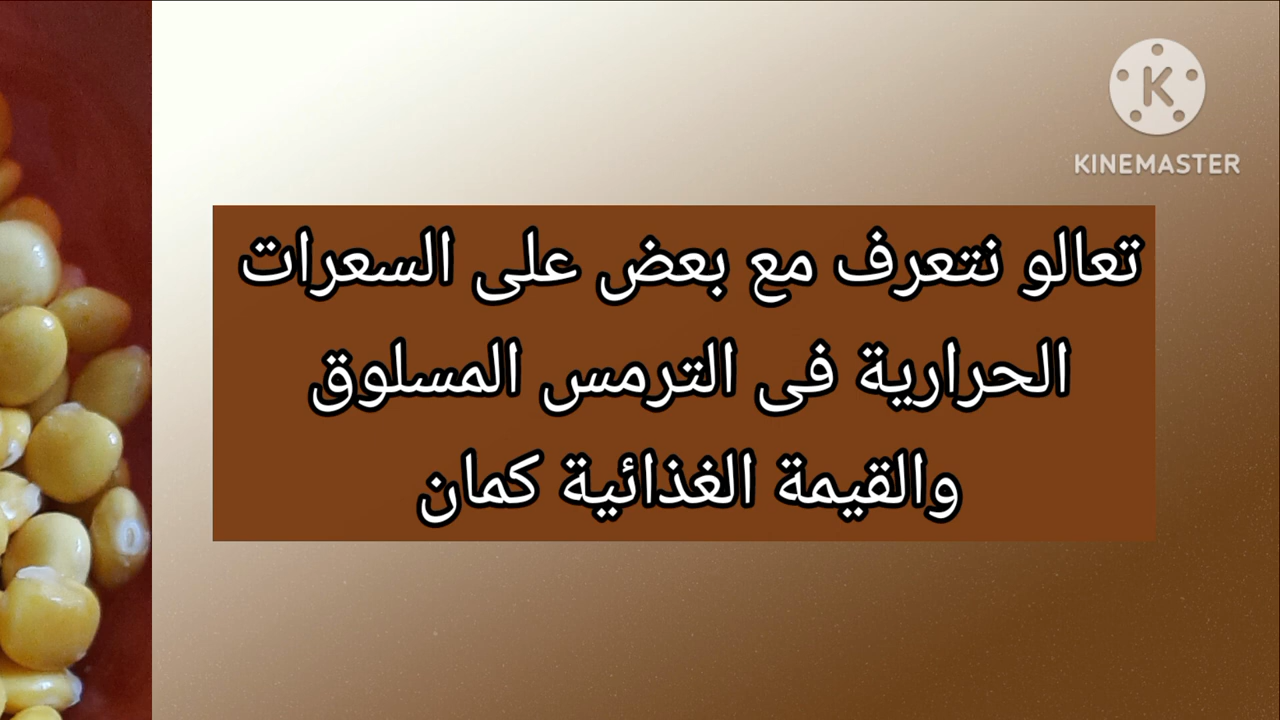 K
KINEMASTER
تعالو نتعرف مع بعض على السعرات
الحرارية فى الترمس المسلوق
والقيمة الغذائية كمان